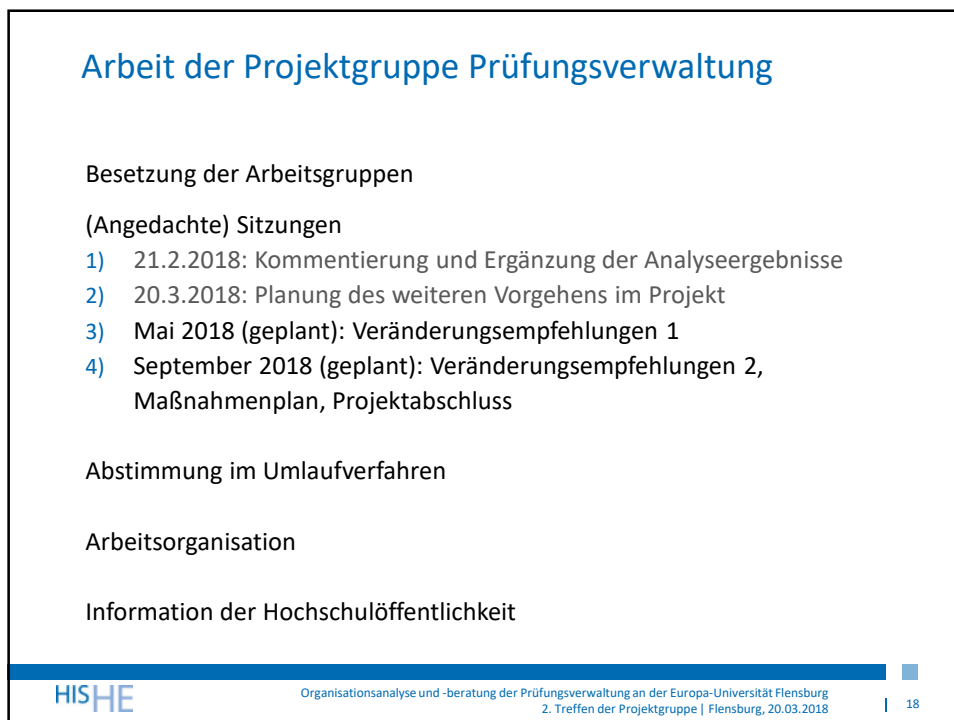 Arbeit der Projektgruppe Prüfungsverwaltung
Besetzung der Arbeitsgruppen
(Angedachte) Sitzungen
1) 21.2.2018: Kommentierung und Ergänzung der Analyseergebnisse
2) 20.3.2018: Planung des weiteren Vorgehens im Projekt
3) Mai 2018 (geplant): Veränderungsempfehlungen 1
4) September 2018 (geplant): Veränderungsempfehlungen 2,
Maßnahmenplan, Projektabschluss
Abstimmung im Umlaufverfahren
Arbeitsorganisation
Information der Hochschulöffentlichkeit
HISHE
Organisationsanalyse und -beratung der Prüfungsverwaltung an der Europa-Universität Flensburg
2. Treffen der Projektgruppe | Flensburg, 20.03.2018
| 18